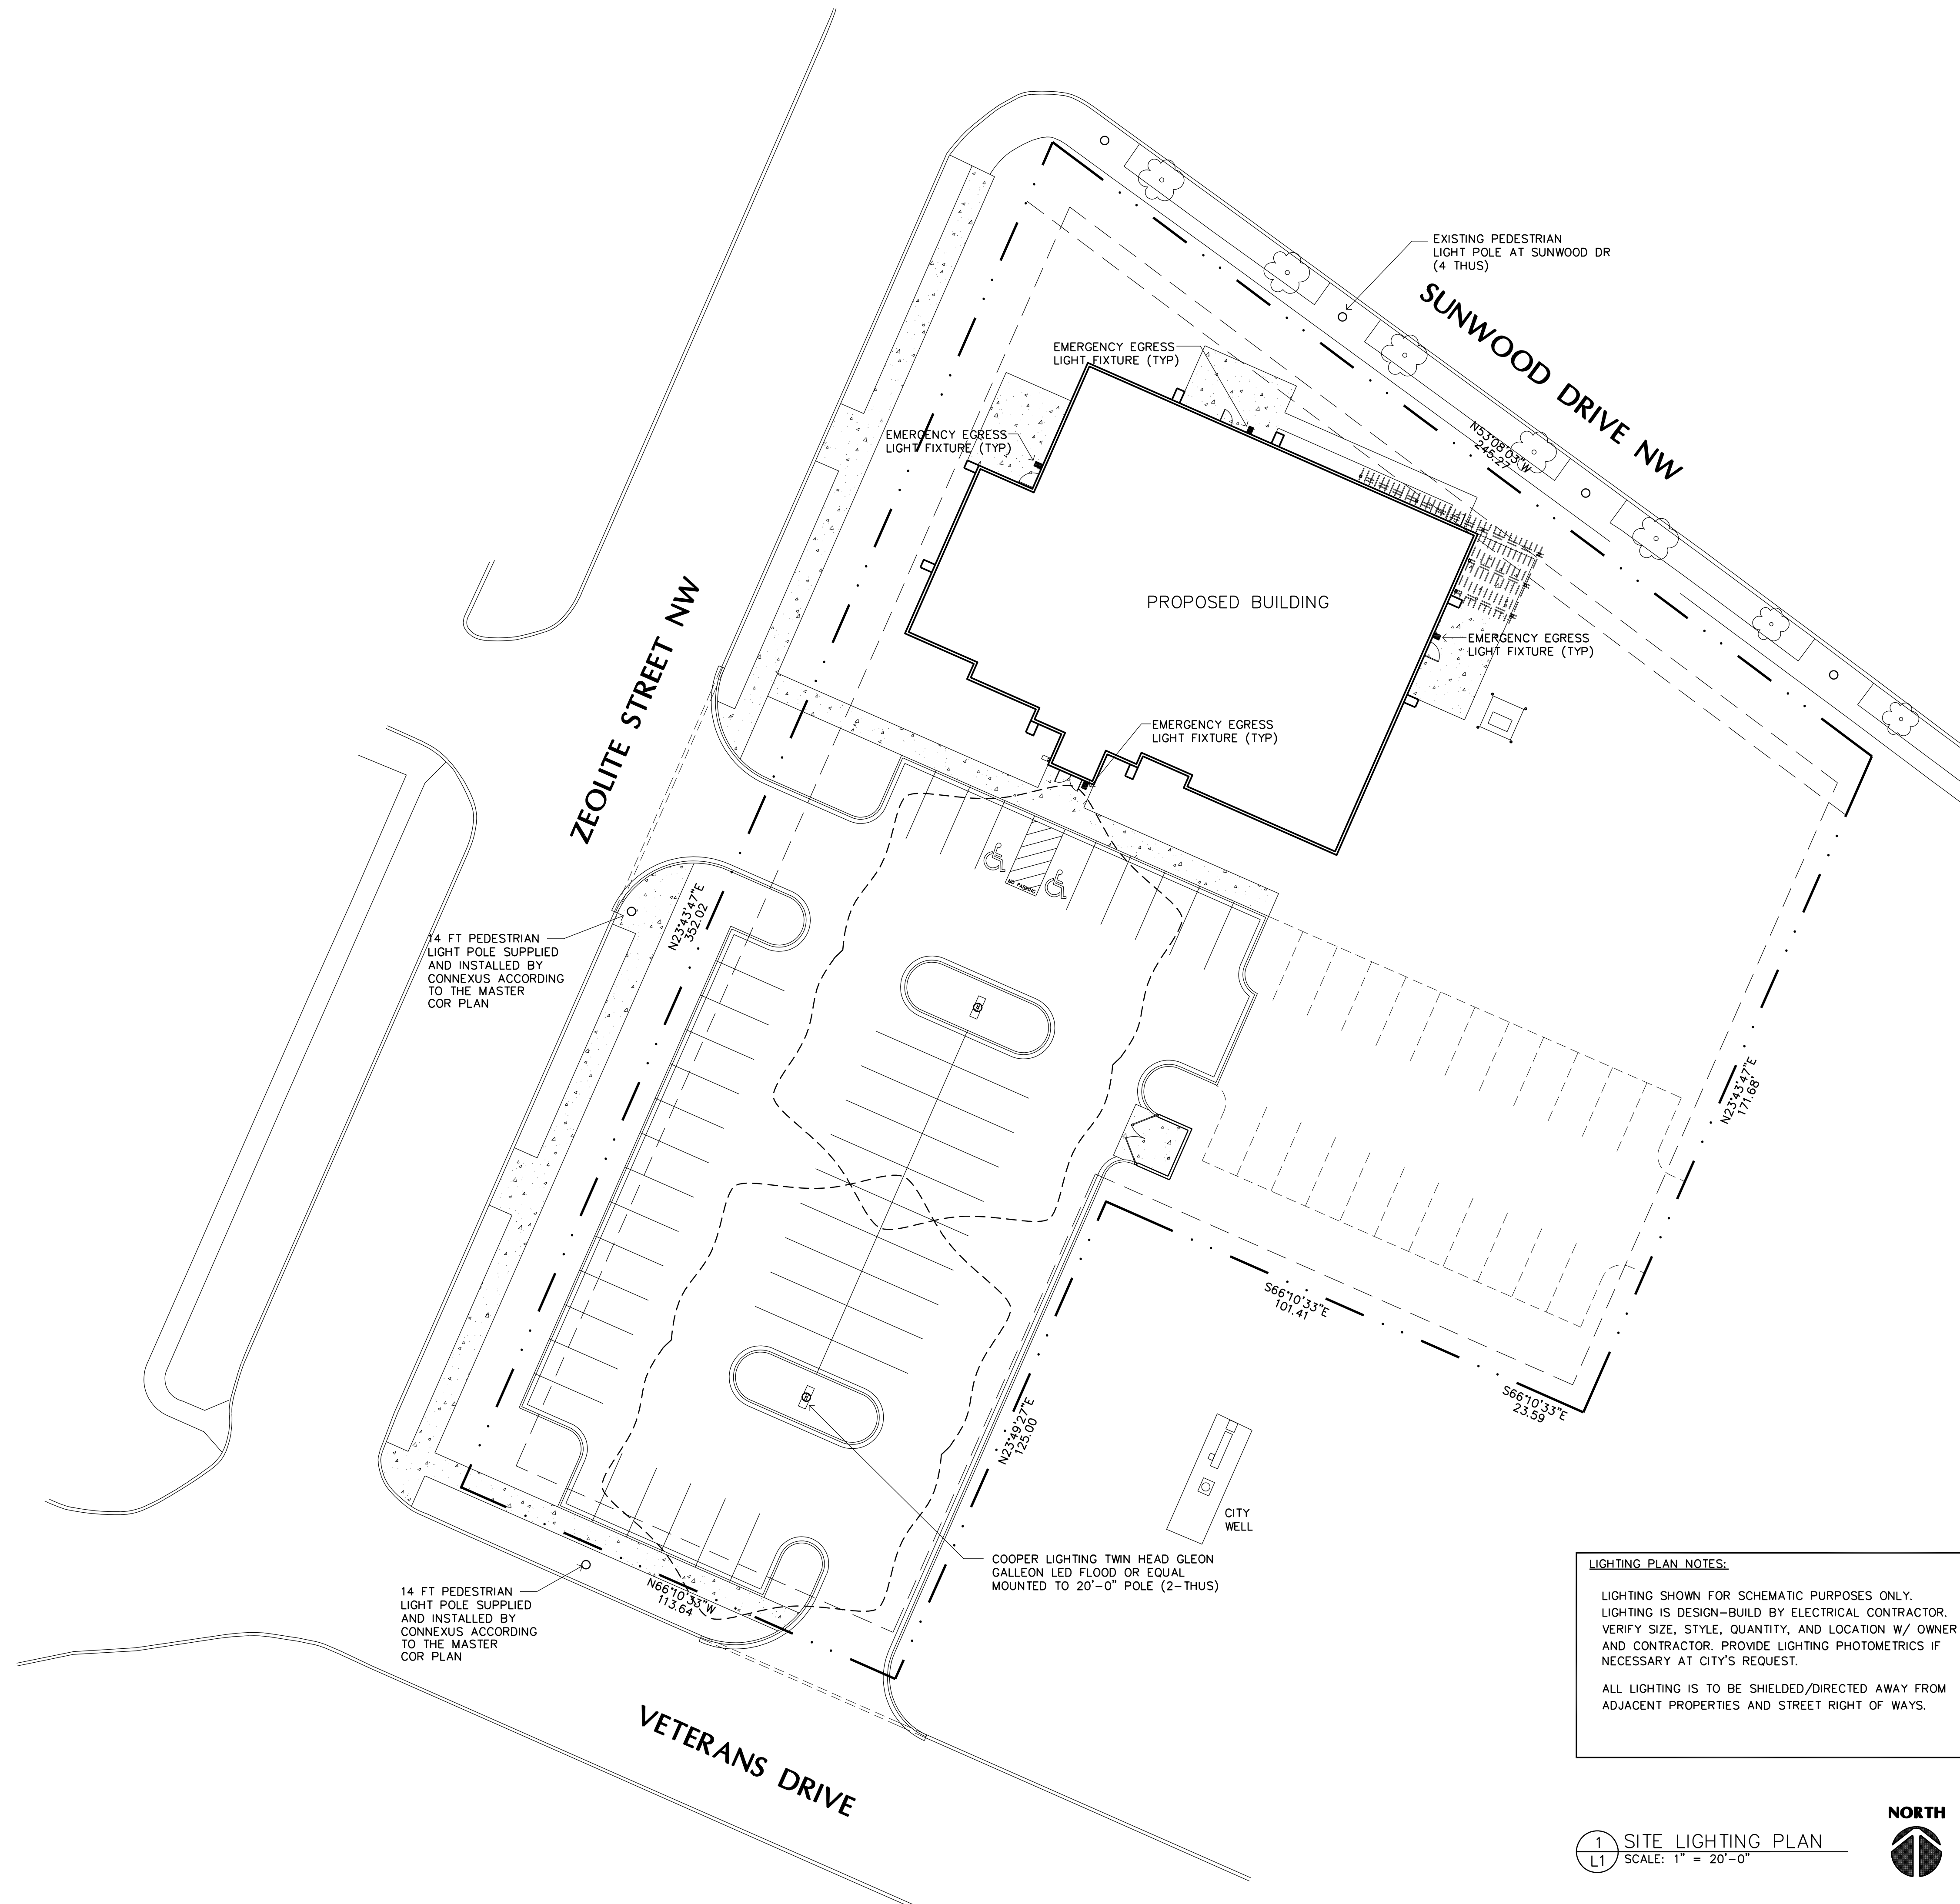 EXISTING PEDESTRIAN
LIGHT POLE AT SUNWOOD DR
(4 THUS)
SUNWOOD DRIVE NW
EMERGENCY EGRESS
LIGHT FIXTURE (TYP)
EMERGENCY EGRESS
LIGHT FIXTURE (TYP)
N53°08'03"W
245.27
PROPOSED BUILDING
EMERGENCY EGRESS
LIGHT FIXTURE (TYP)
ZEOLITE STREET NW
EMERGENCY EGRESS
LIGHT FIXTURE (TYP)
NO PARKING
N23°43'47"E
352.02
14 FT PEDESTRIAN
LIGHT POLE SUPPLIED
AND INSTALLED BY
CONNEXUS ACCORDING
TO THE MASTER
COR PLAN
N23°43'47"E
171.68'
S66°10'33"E
101.41
S66°10'33"E
23.59
N23°49'27"E
125.00
CITY
WELL
COOPER LIGHTING TWIN HEAD GLEON
GALLEON LED FLOOD OR EQUAL
MOUNTED TO 20'-0" POLE (2-THUS)
14 FT PEDESTRIAN
LIGHT POLE SUPPLIED
AND INSTALLED BY
CONNEXUS ACCORDING
TO THE MASTER
COR PLAN
N66°10'33"W
113.64
VETERANS DRIVE
LIGHTING PLAN NOTES:
LIGHTING SHOWN FOR SCHEMATIC PURPOSES ONLY.
LIGHTING IS DESIGN-BUILD BY ELECTRICAL CONTRACTOR.
VERIFY SIZE, STYLE, QUANTITY, AND LOCATION W/ OWNER
AND CONTRACTOR. PROVIDE LIGHTING PHOTOMETRICS IF
NECESSARY AT CITY'S REQUEST.
ALL LIGHTING IS TO BE SHIELDED/DIRECTED AWAY FROM
ADJACENT PROPERTIES AND STREET RIGHT OF WAYS.
NORTH
1
L1
SITE LIGHTING PLAN
SCALE: 1" = 20'-0"